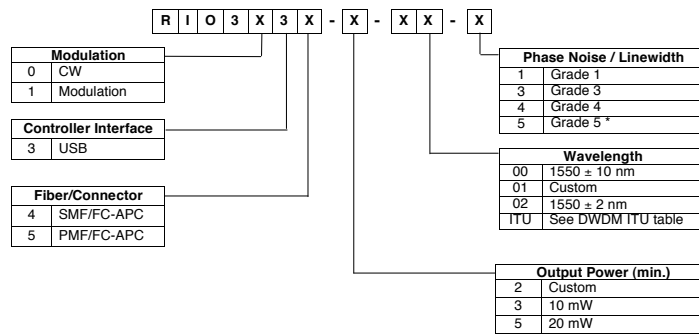 R I O 3 X 3 X - X - X X - X
Modulation
0 CW
1 Modulation
Controller Interface
3 USB
Fiber/Connector
4 SMF/FC-APC
5 PMF/FC-APC
Phase Noise / Linewidth
1 Grade 1
3 Grade 3
4 Grade 4
5 Grade 5 *
Wavelength
00 1550 ± 10 nm
01 Custom
02 1550 ± 2 nm
ITU See DWDM ITU table
Output Power (min.)
2 Custom
3 10 mW
5 20 mW